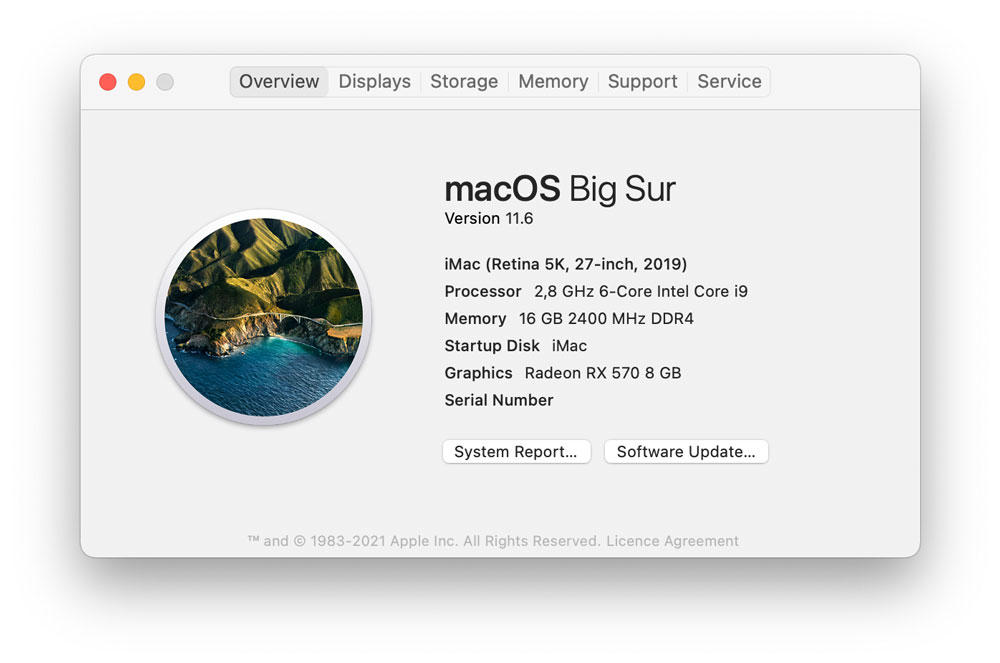 Overview Displays Storage Memory Support Service
macOS Big Sur
Version 11.6
iMac (Retina 5K, 27-inch, 2019)
Processor 2,8 GHz 6-Core Intel Core i9
Memory 16 GB 2400 MHz DDR4
Startup Disk iMac
Graphics Radeon RX 570 8 GB
Serial Number
System Report...
Software Update...
™ and © 1983-2021 Apple Inc. All Rights Reserved. Licence Agreement